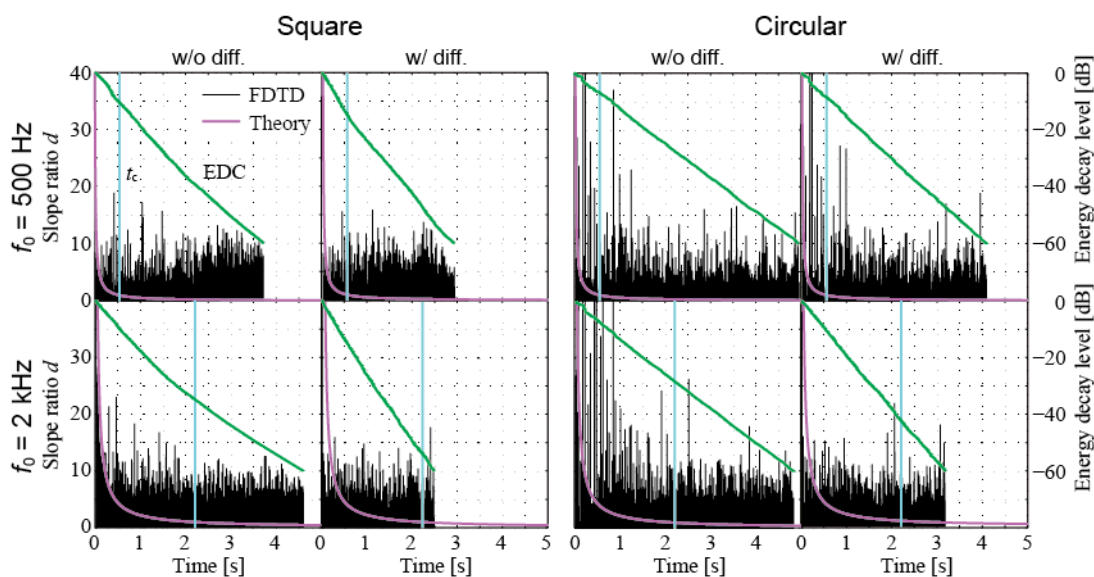 Square
Circular
w/o diff.
w/ diff.
w/o diff.
w/ diff.
f₀ = 500 Hz
Slope ratio d
40
30
20
10
0
FDTD
Theory
t_c
EDC
0
−20
−40
−60
Energy decay level [dB]
f₀ = 2 kHz
Slope ratio d
30
20
10
0
0
−20
−40
−60
Energy decay level [dB]
0 1 2 3 4 0 1 2 3 4 5
0 1 2 3 4 0 1 2 3 4 5
Time [s]
Time [s]
Time [s]
Time [s]